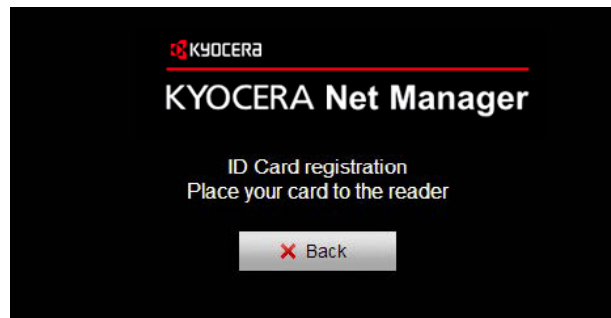 KYOCERA
KYOCERA Net Manager
ID Card registration
Place your card to the reader
Back